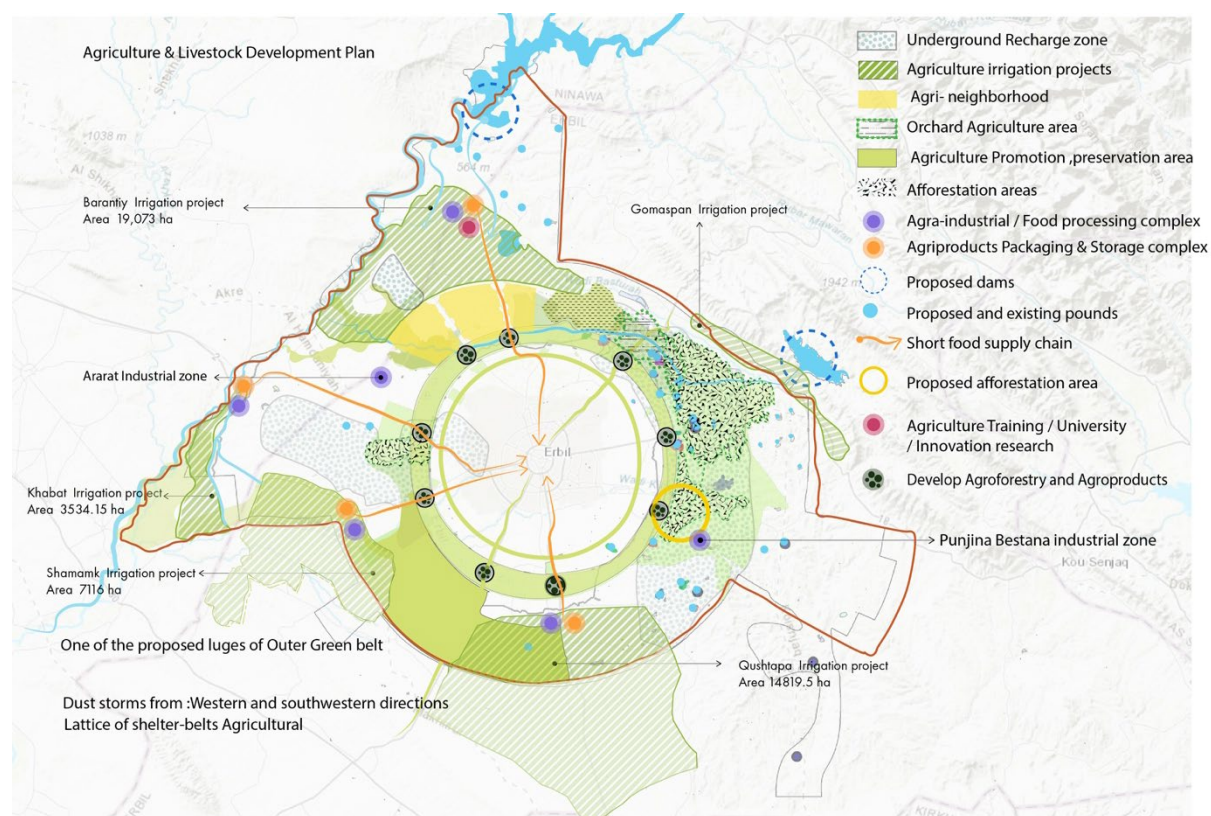 Agriculture & Livestock Development Plan
Underground Recharge zone
Agriculture irrigation projects
Agri- neighborhood
Orchard Agriculture area
Agriculture Promotion ,preservation area
Afforestation areas
Agra-industrial / Food processing complex
Agriproducts Packaging & Storage complex
Proposed dams
Proposed and existing pounds
Short food supply chain
Proposed afforestation area
Agriculture Training / University
/ Innovation research
Develop Agroforestry and Agroproducts
NINAWA
ERBIL
1038 m
564 m
Barantiy Irrigation project
Area 19,073 ha
Gomaspan Irrigation project
1942 m
Akre
Ararat Industrial zone
Erbil
Khabat Irrigation project
Area 3534.15 ha
Punjina Bestana industrial zone
Kou Senjaq
Shamamk Irrigation project
Area 7116 ha
One of the proposed luges of Outer Green belt
Qushtapa Irrigation project
Area 14819.5 ha
Dust storms from :Western and southwestern directions
Lattice of shelter-belts Agricultural
ERBIL